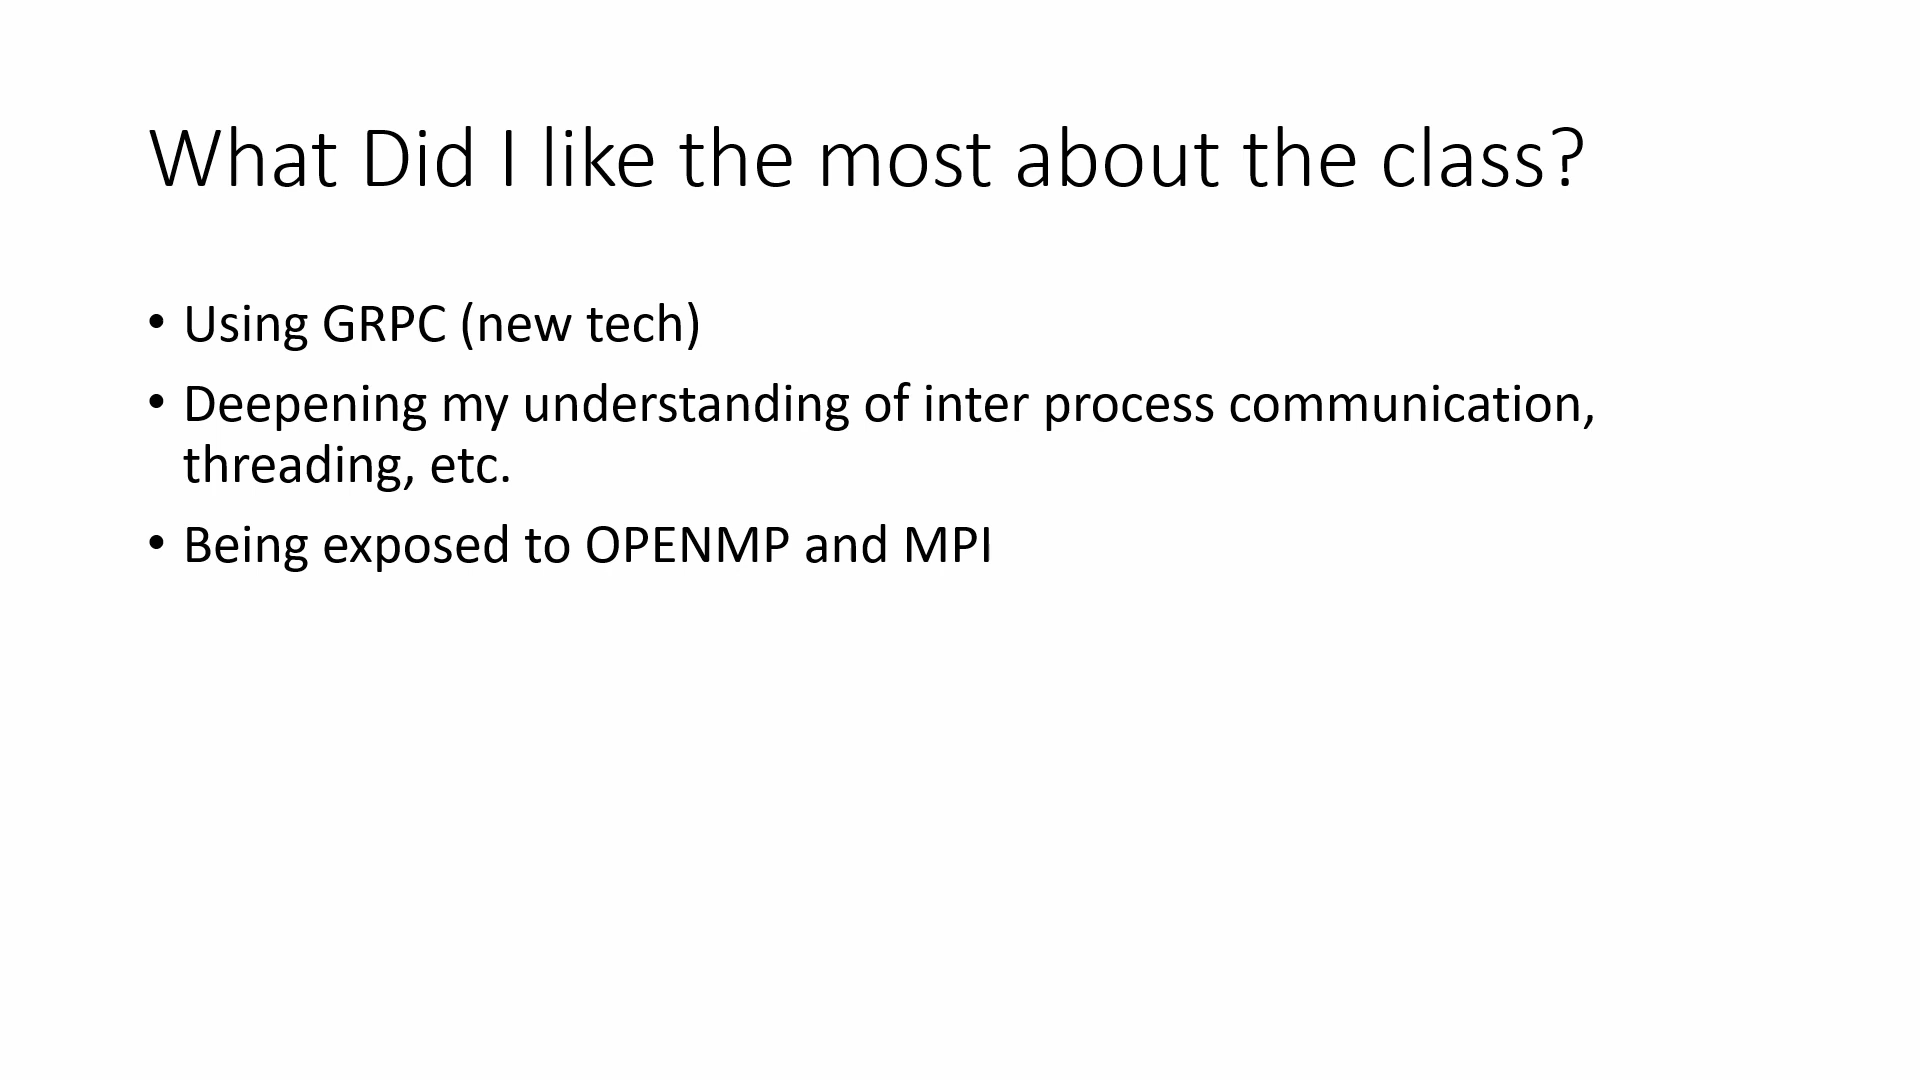 What Did I like the most about the class?
• Using GRPC (new tech)
• Deepening my understanding of inter process communication,
threading, etc.
• Being exposed to OPENMP and MPI